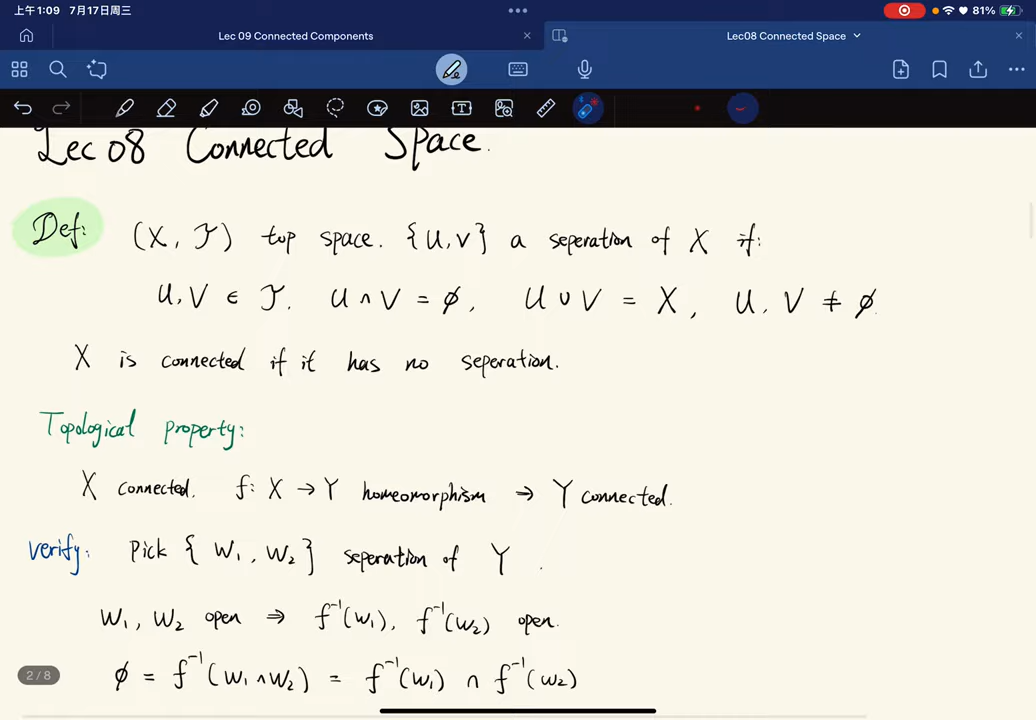 上午1:09 7月17日周三
81%
Lec 09 Connected Components
Lec08 Connected Space
Lec 08 Connected Space.
Def: (X, 𝒯) top space. {U, V} a seperation of X if:
U, V ∈ 𝒯. U ∩ V = ∅, U ∪ V = X, U, V ≠ ∅.
X is connected if it has no seperation.
Topological property:
X connected. f: X → Y homeomorphism → Y connected.
verify: Pick { W₁, W₂ } seperation of Y.
W₁, W₂ open ⇒ f⁻¹(W₁), f⁻¹(W₂) open.
∅ = f⁻¹(W₁ ∩ W₂) = f⁻¹(W₁) ∩ f⁻¹(W₂)
2 / 8